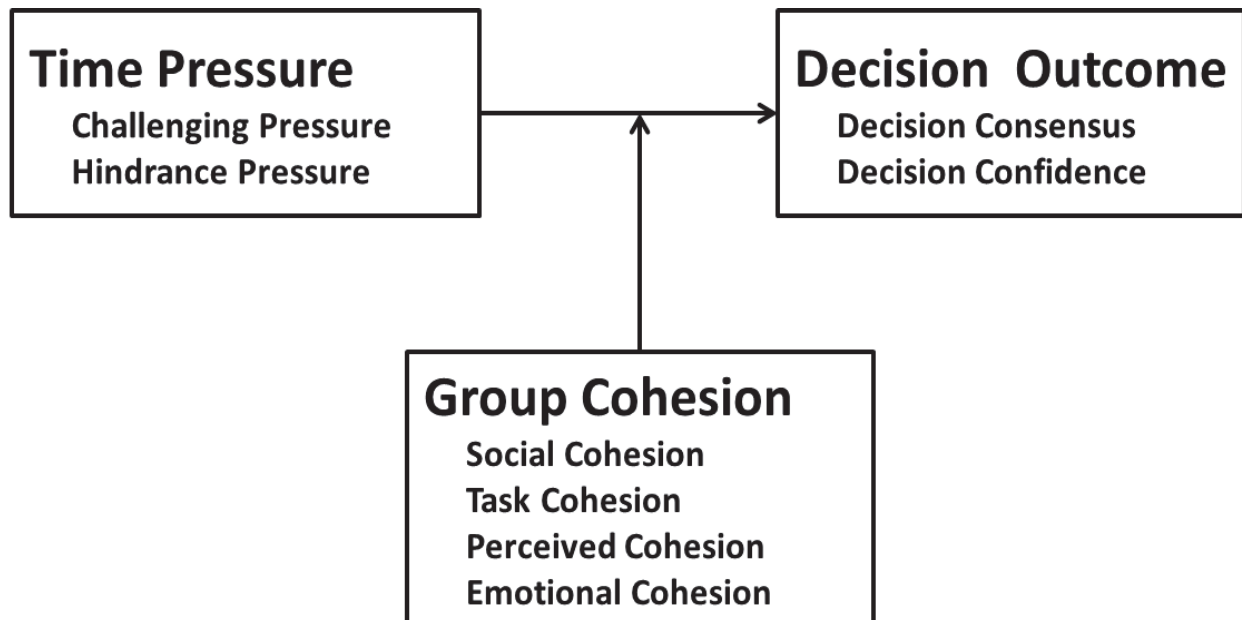 Time Pressure
Challenging Pressure
Hindrance Pressure
Decision Outcome
Decision Consensus
Decision Confidence
Group Cohesion
Social Cohesion
Task Cohesion
Perceived Cohesion
Emotional Cohesion